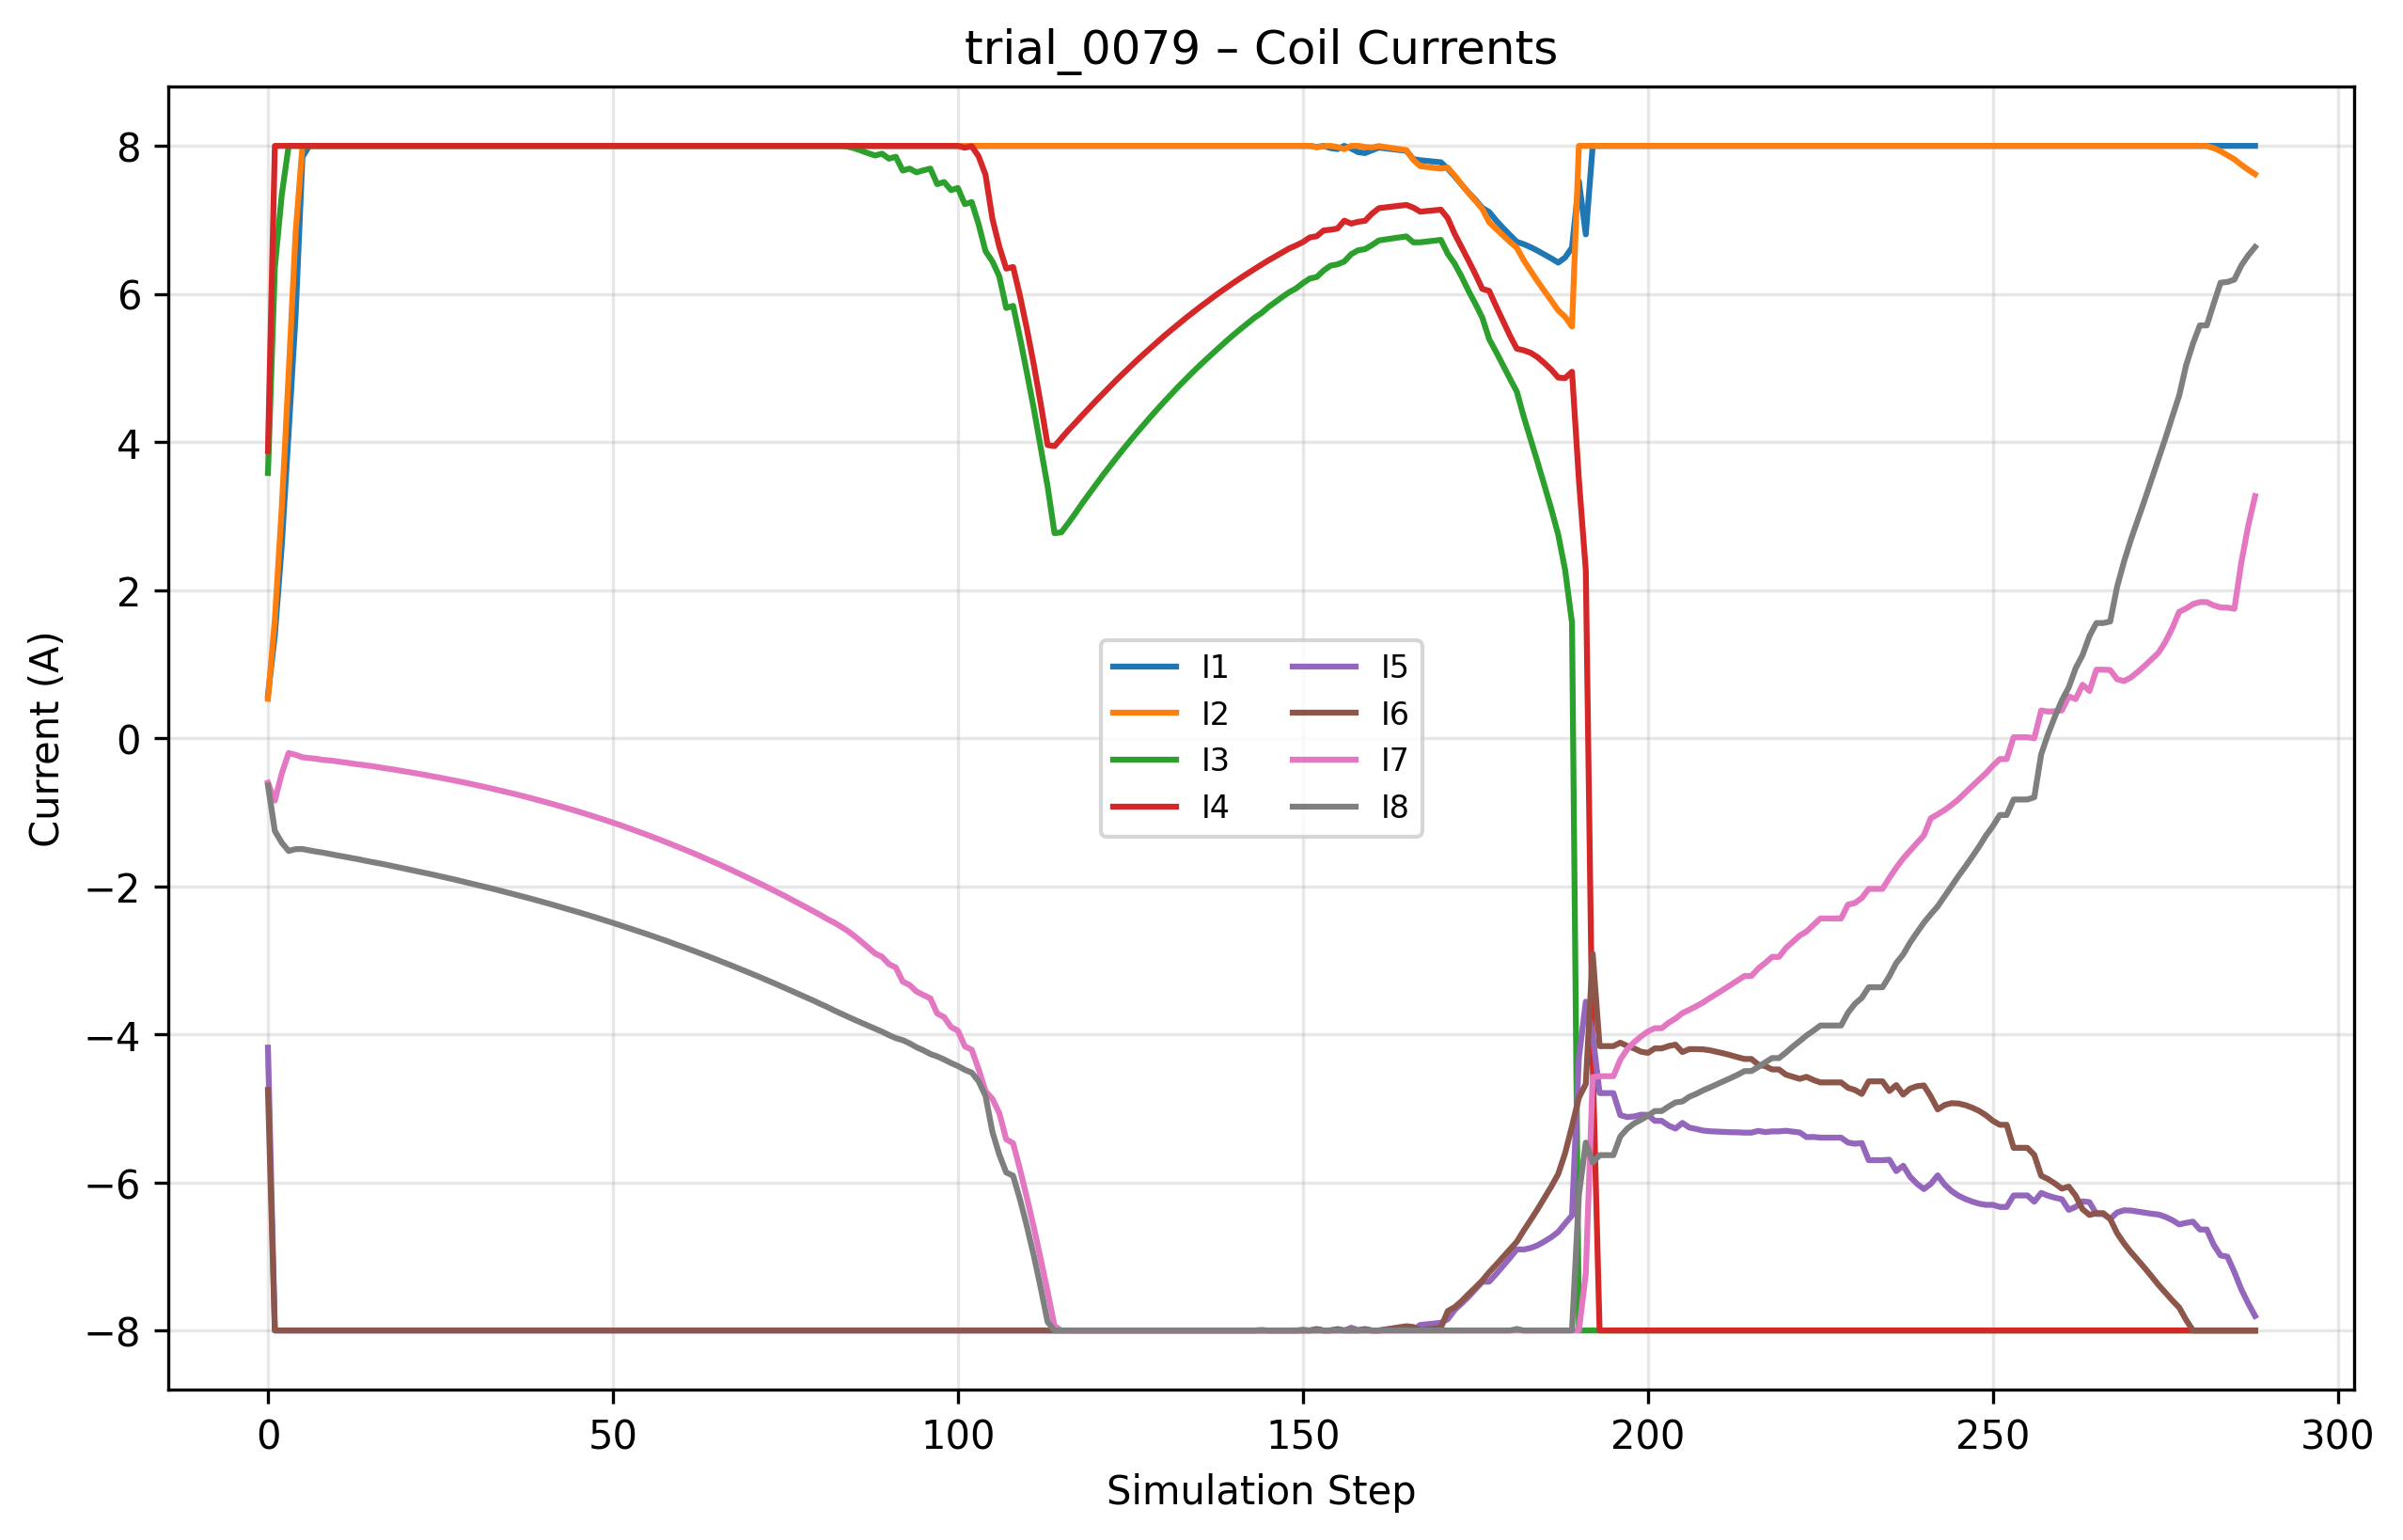 trial_0079 – Coil Currents
Current (A)
8
6
4
2
0
−2
−4
−6
−8
I1
I2
I3
I4
I5
I6
I7
I8
0
50
100
150
200
250
300
Simulation Step